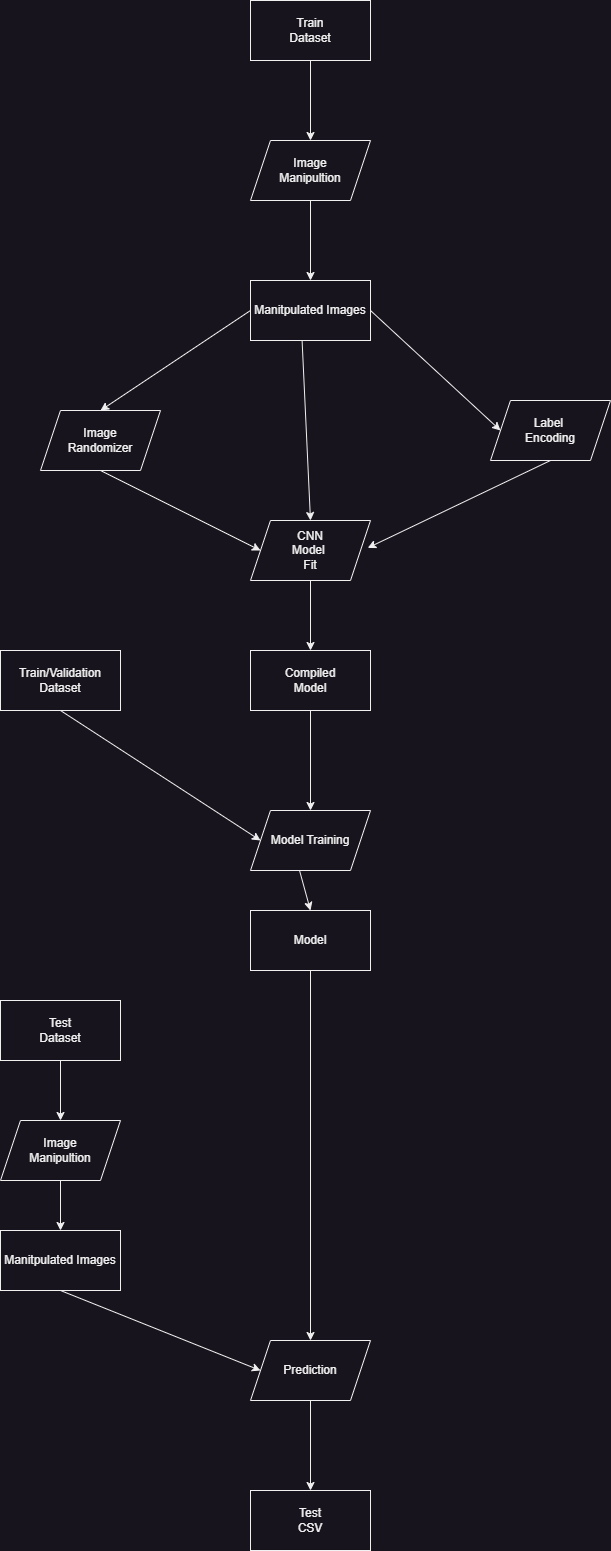 Train
Dataset
Image
Manipultion
Manitpulated Images
Image
Randomizer
Label
Encoding
CNN
Model
Fit
Train/Validation
Dataset
Compiled
Model
Model Training
Model
Test
Dataset
Image
Manipultion
Manitpulated Images
Prediction
Test
CSV